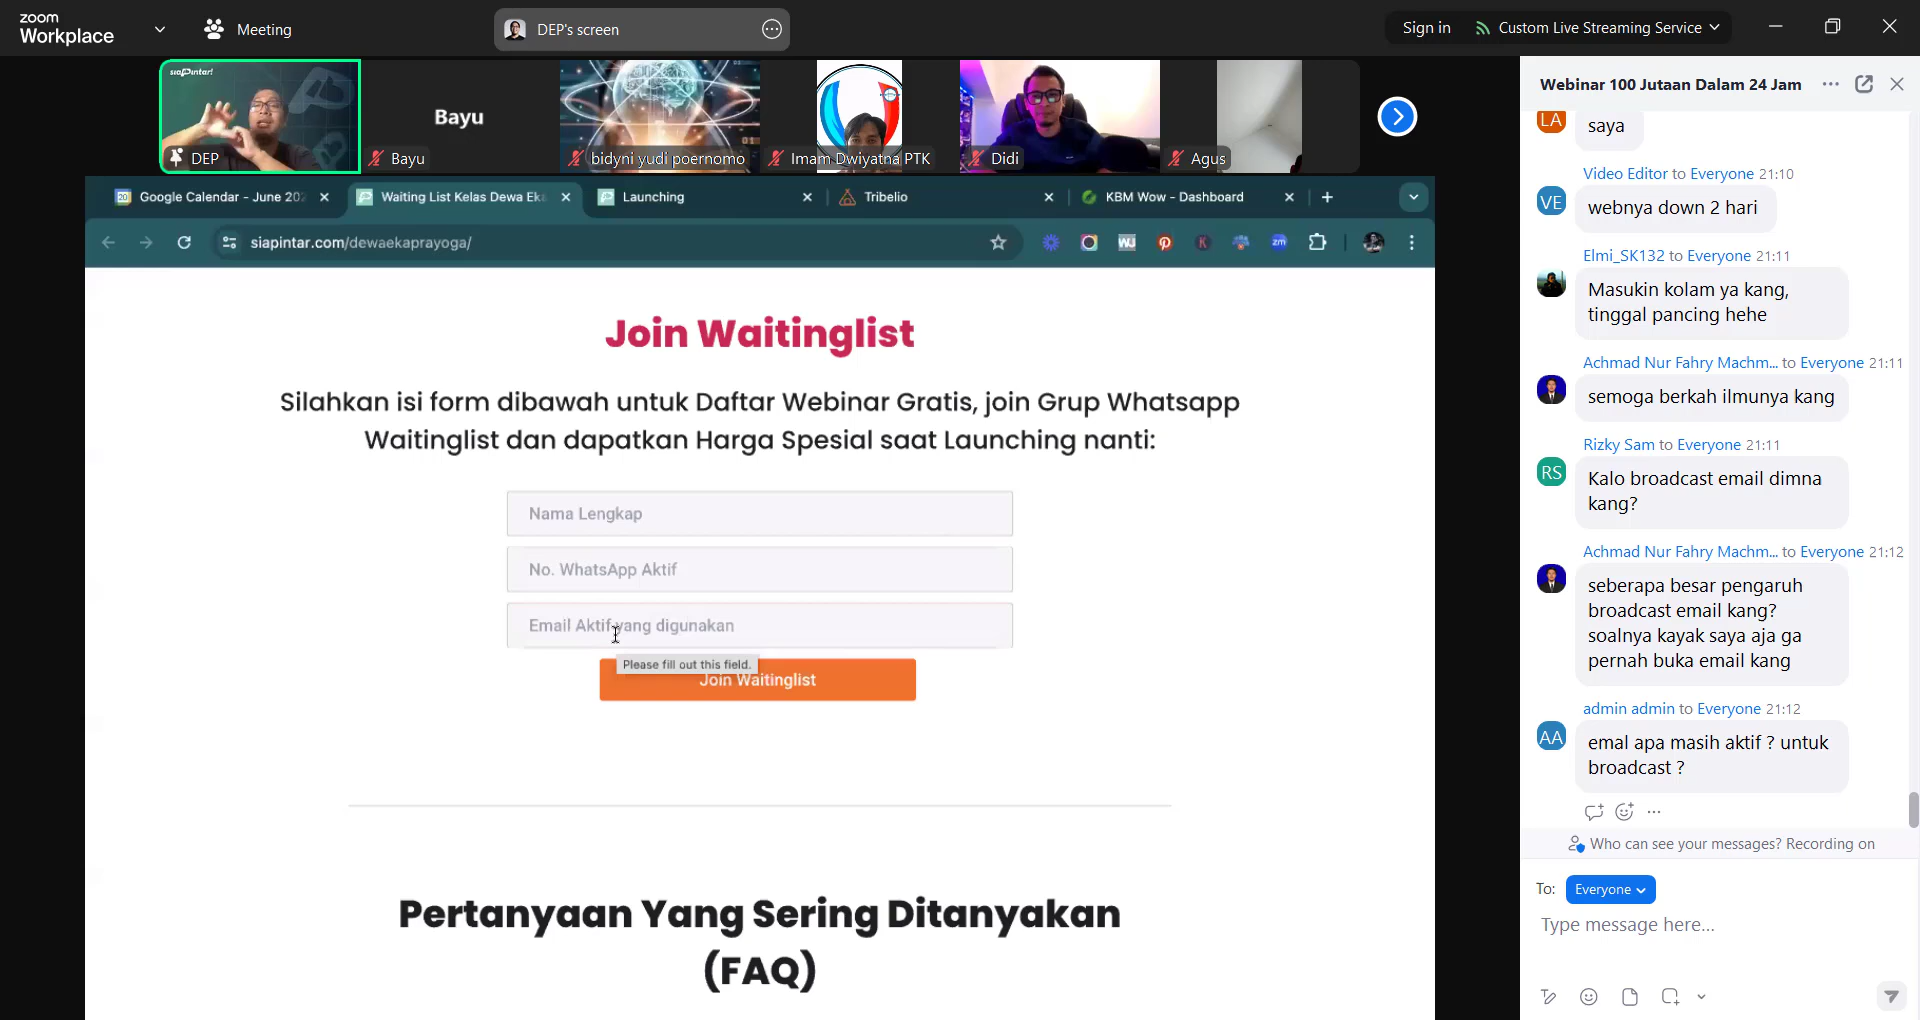 zoom
Workplace
Meeting
DEP's screen
Sign in
Custom Live Streaming Service
siapintar!
DEP
Bayu
Bayu
bidyni yudi poernomo
Imam Dwiyatna PTK
Didi
Agus
Google Calendar - June 202
Waiting List Kelas Dewa Eka
Launching
Tribelio
KBM Wow - Dashboard
siapintar.com/dewaekaprayoga/
Join Waitinglist
Silahkan isi form dibawah untuk Daftar Webinar Gratis, join Grup Whatsapp
Waitinglist dan dapatkan Harga Spesial saat Launching nanti:
Nama Lengkap
No. WhatsApp Aktif
Email Aktif yang digunakan
Please fill out this field.
Join Waitinglist
Pertanyaan Yang Sering Ditanyakan
(FAQ)
Webinar 100 Jutaan Dalam 24 Jam
LA
saya
Video Editor to Everyone 21:10
VE
webnya down 2 hari
Elmi_SK132 to Everyone 21:11
Masukin kolam ya kang,
tinggal pancing hehe
Achmad Nur Fahry Machm... to Everyone 21:11
semoga berkah ilmunya kang
Rizky Sam to Everyone 21:11
RS
Kalo broadcast email dimna
kang?
Achmad Nur Fahry Machm... to Everyone 21:12
seberapa besar pengaruh
broadcast email kang?
soalnya kayak saya aja ga
pernah buka email kang
admin admin to Everyone 21:12
AA
emal apa masih aktif ? untuk
broadcast ?
Who can see your messages? Recording on
To: Everyone
Type message here...